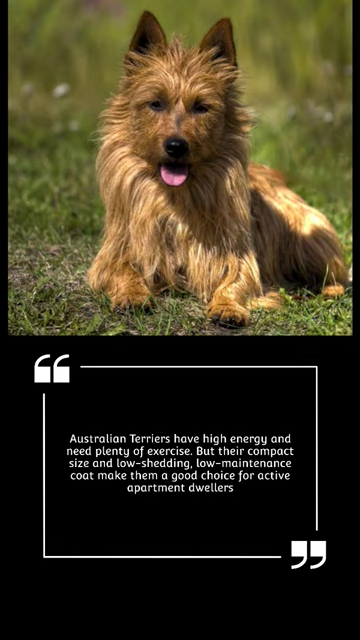 Australian Terriers have high energy and
need plenty of exercise. But their compact
size and low-shedding, low-maintenance
coat make them a good choice for active
apartment dwellers